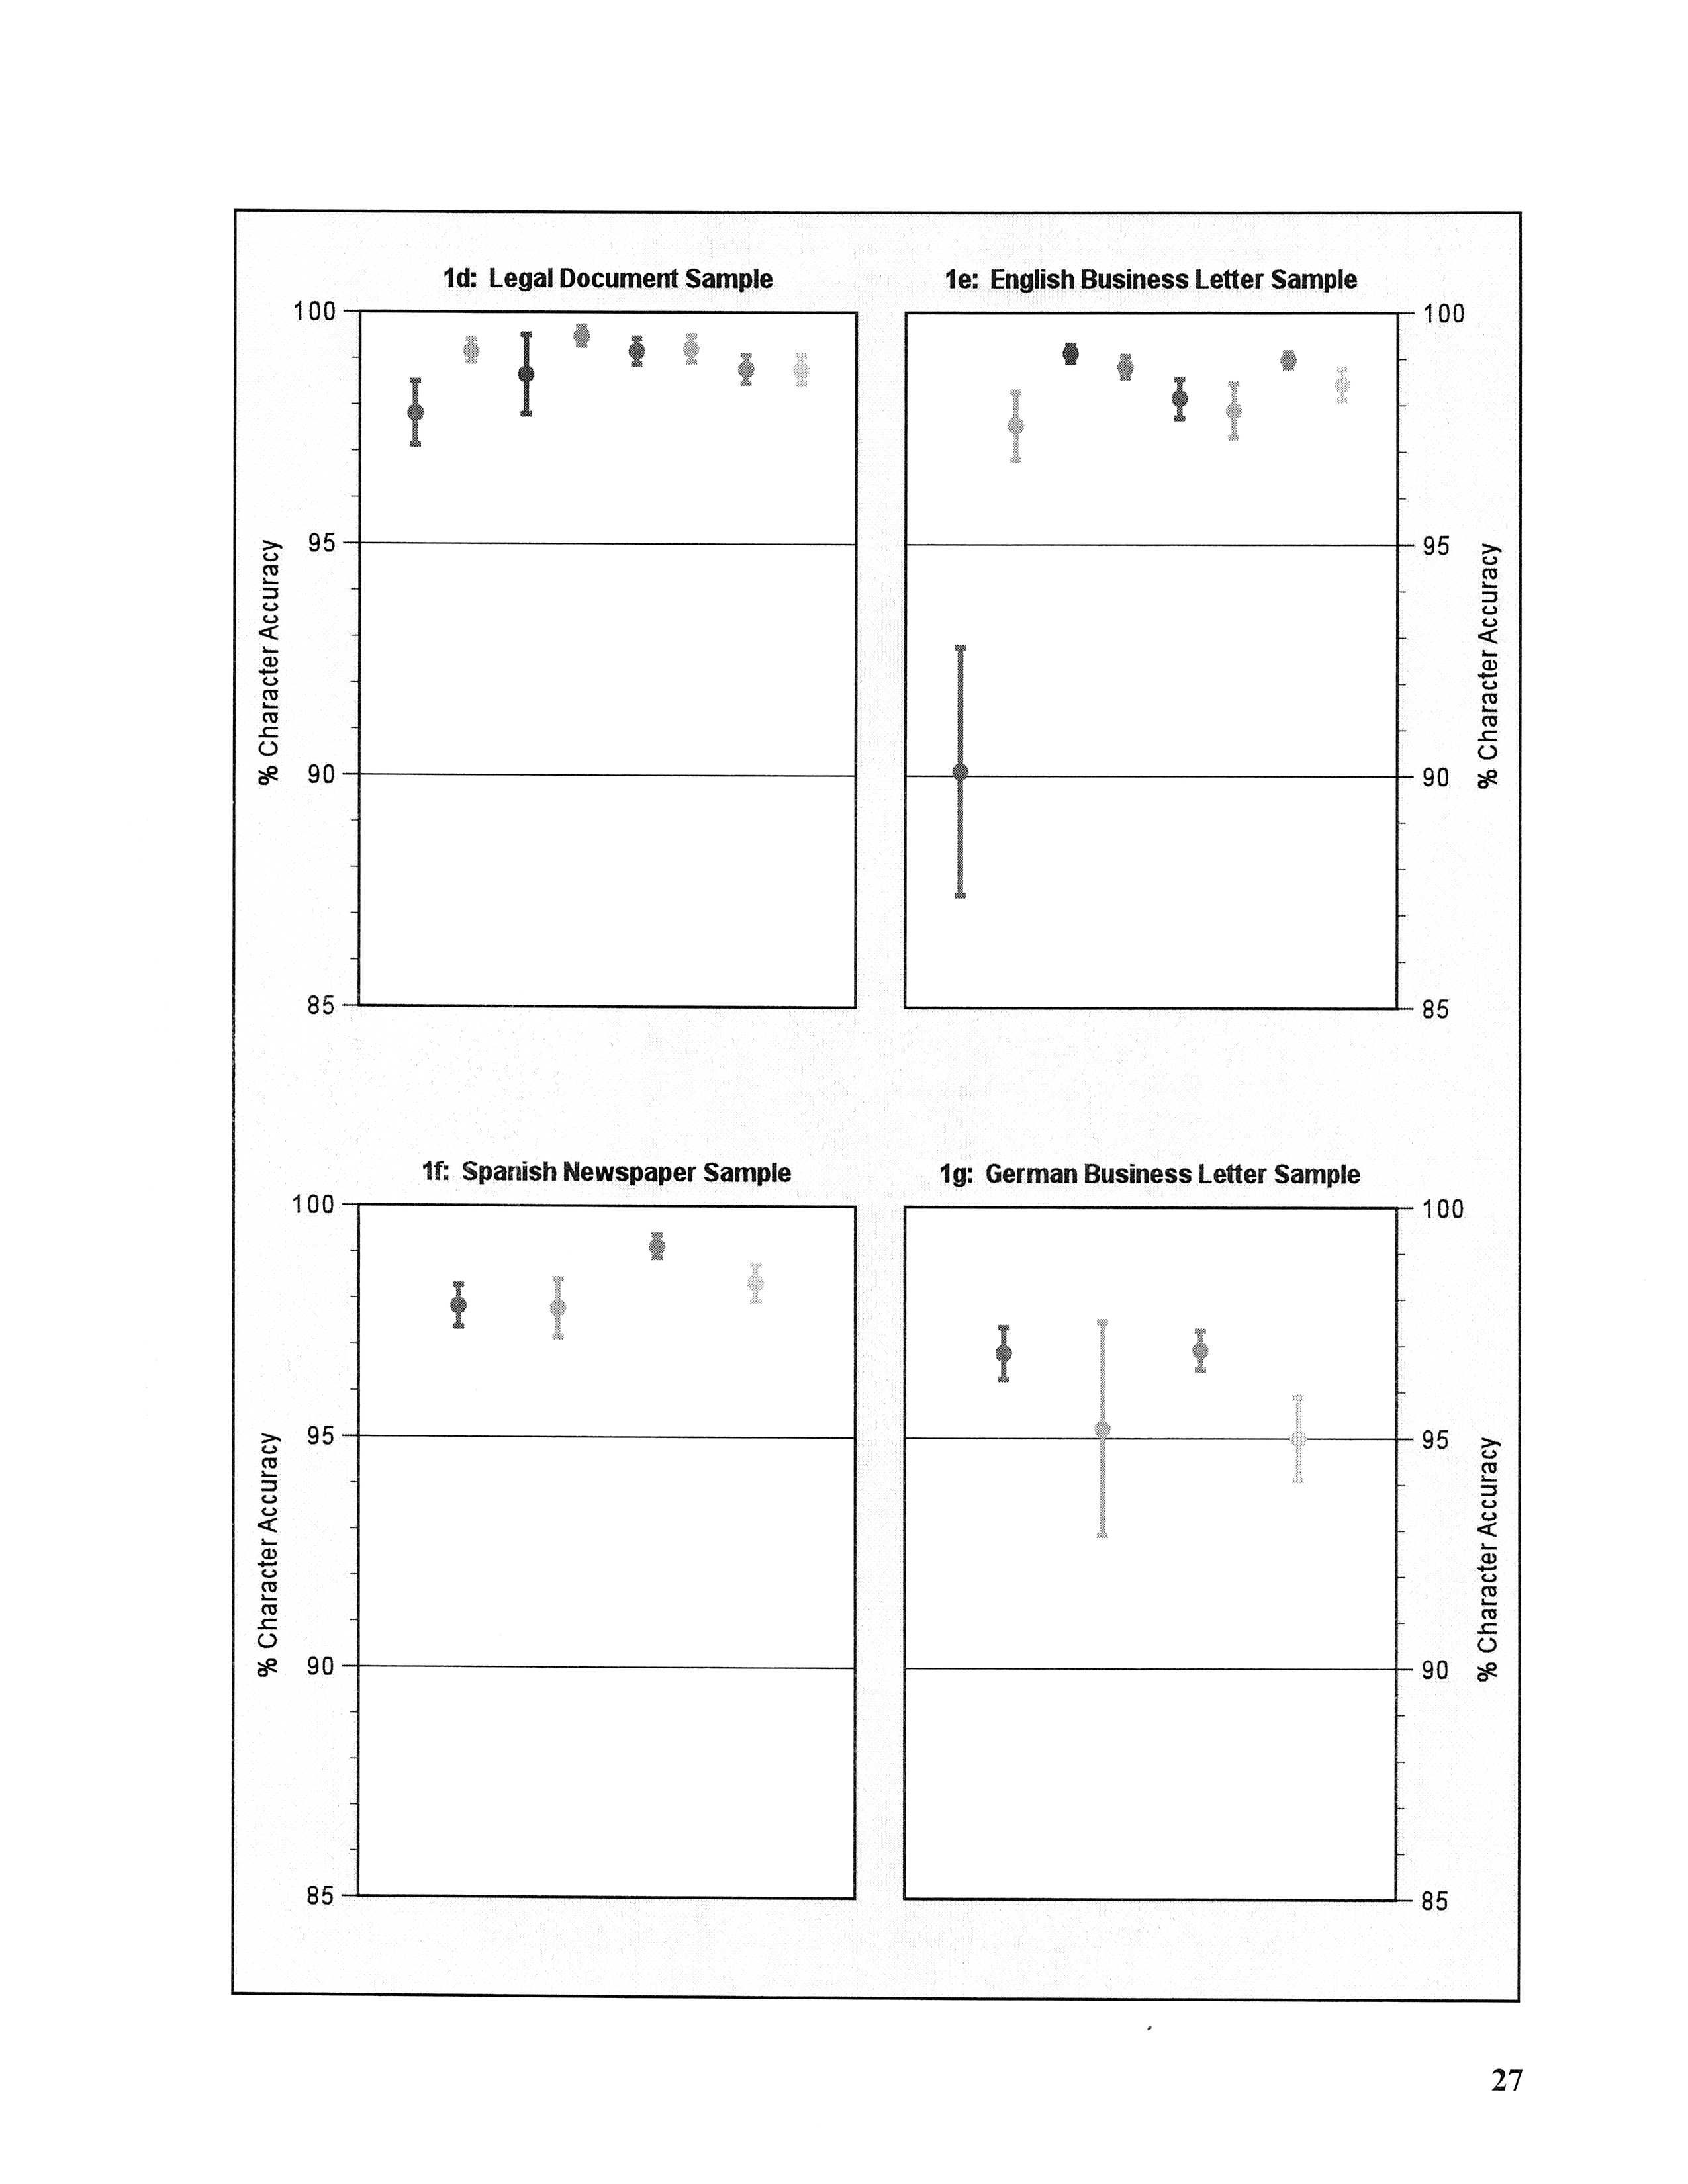 1d: Legal Document Sample
100
95
90
85
% Character Accuracy
1e: English Business Letter Sample
100
95
90
85
% Character Accuracy
1f: Spanish Newspaper Sample
100
95
90
85
% Character Accuracy
1g: German Business Letter Sample
100
95
90
85
% Character Accuracy
27